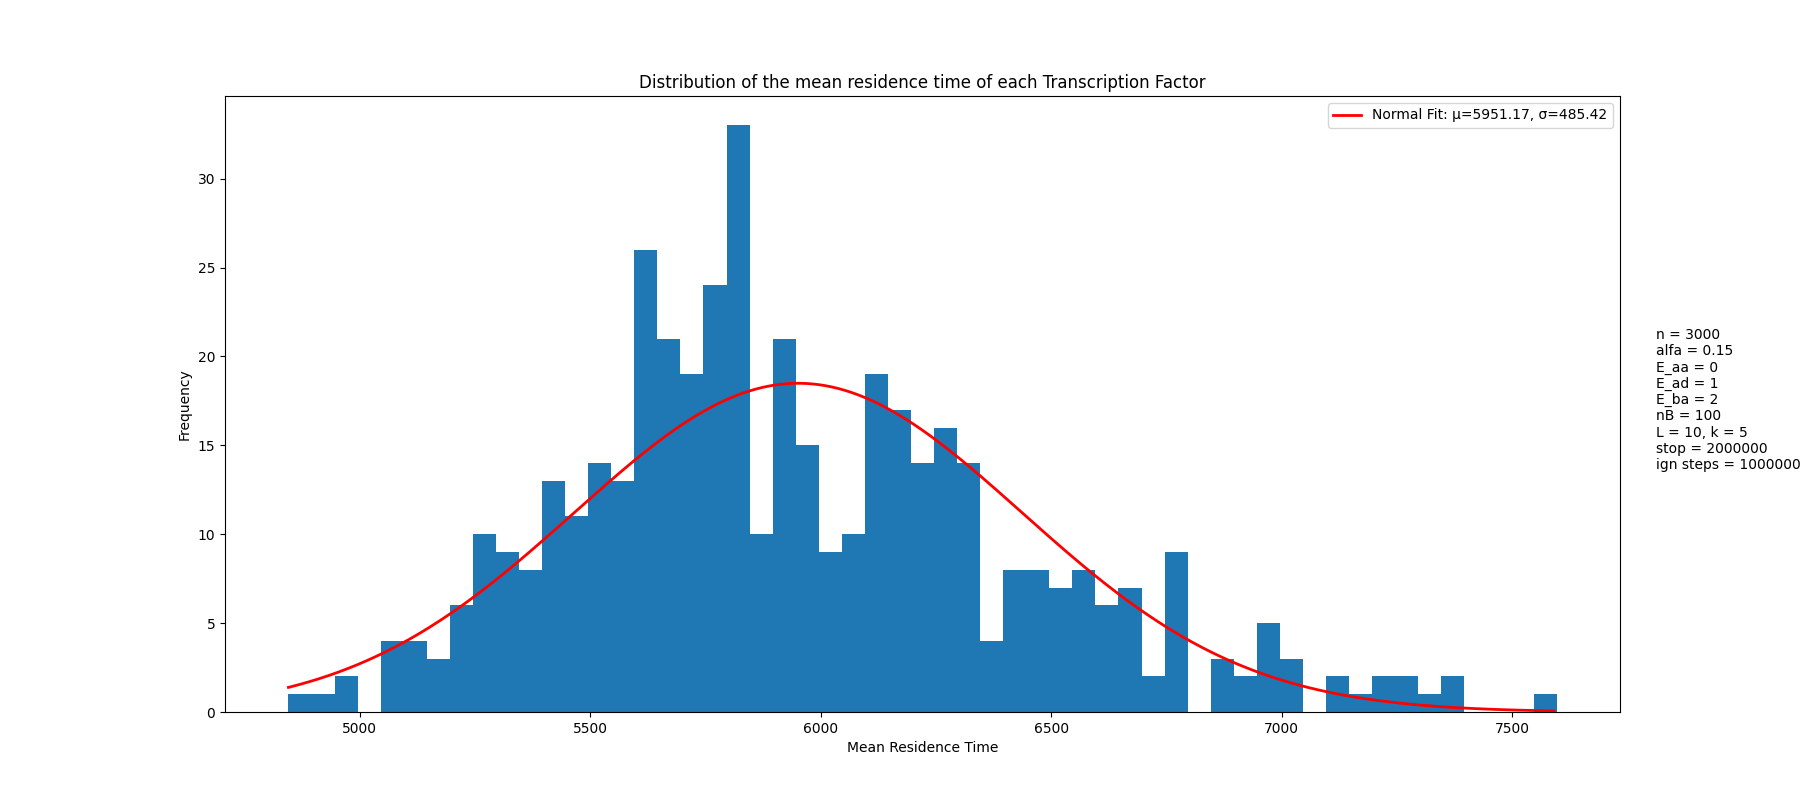 Distribution of the mean residence time of each Transcription Factor
Normal Fit: μ=5951.17, σ=485.42
Frequency
30
25
20
15
10
5
0
5000
5500
6000
6500
7000
7500
Mean Residence Time
n = 3000
alfa = 0.15
E_aa = 0
E_ad = 1
E_ba = 2
nB = 100
L = 10, k = 5
stop = 2000000
ign steps = 1000000